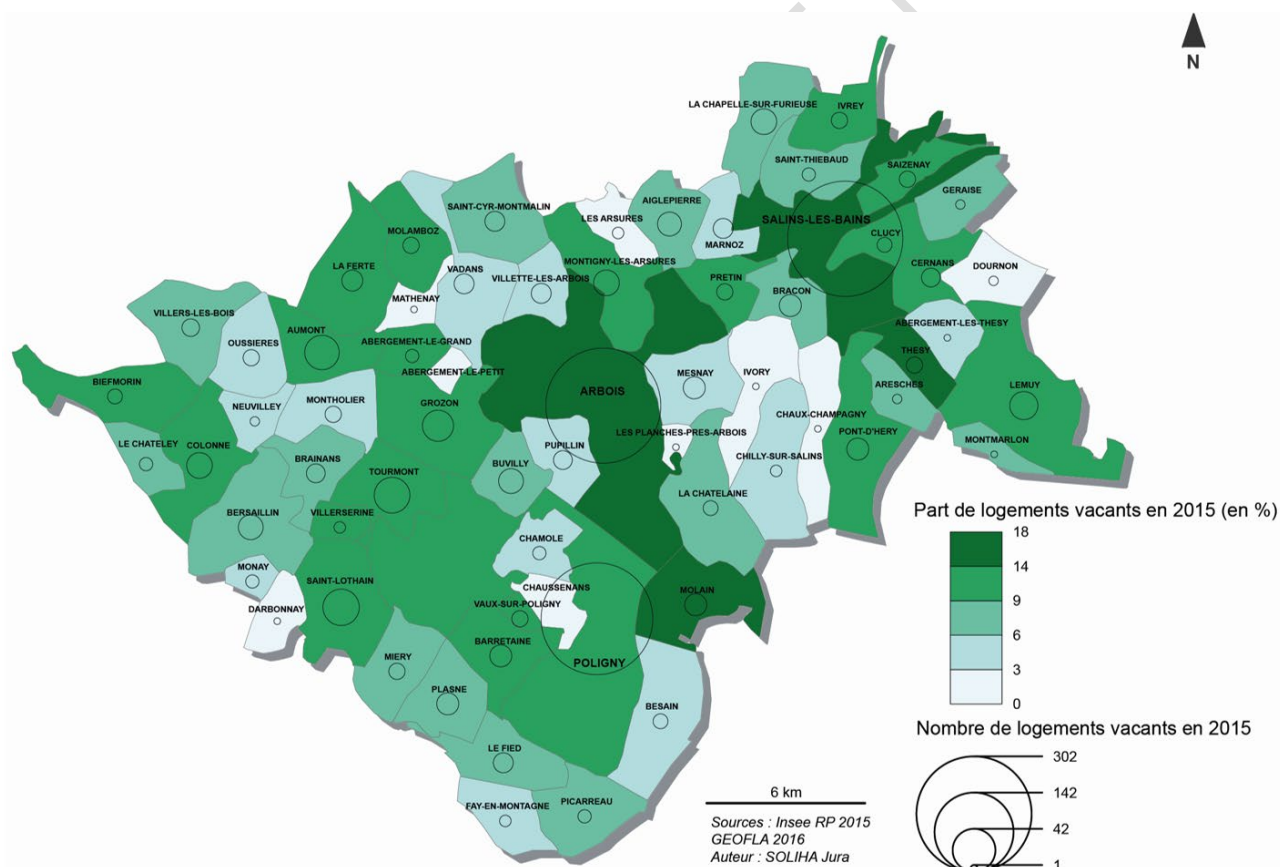 N
LA CHAPELLE-SUR-FURIEUSE
IVREY
SAINT-THIEBAUD
SAIZENAY
GERAISE
SAINT-CYR-MONTMALIN
LES ARSURES
AIGLEPIERRE
SALINS-LES-BAINS
MOLAMBOZ
MARNOZ
CLUCY
LA FERTE
VADANS
VILLETTE-LES-ARBOIS
MONTIGNY-LES-ARSURES
PRETIN
CERNANS
DOURNON
MATHENAY
BRACON
VILLERS-LES-BOIS
AUMONT
ABERGEMENT-LES-THESY
OUSSIERES
ABERGEMENT-LE-GRAND
THESY
ABERGEMENT-LE-PETIT
MESNAY
IVORY
BIEFMORIN
ARESCHES
LEMUY
ARBOIS
NEUVILLEY
MONTHOLIER
GROZON
CHAUX-CHAMPAGNY
LES PLANCHES-PRES-ARBOIS
PONT-D'HERY
LE CHATELEY
COLONNE
PUPILLIN
MONTMARLON
BRAINANS
BUVILLY
CHILLY-SUR-SALINS
TOURMONT
LA CHATELAINE
BERSAILLIN
VILLERSERINE
CHAMOLE
MONAY
SAINT-LOTHAIN
CHAUSSENANS
MOLAIN
DARBONNAY
VAUX-SUR-POLIGNY
BARRETAINE
MIERY
POLIGNY
PLASNE
BESAIN
LE FIED
FAY-EN-MONTAGNE
PICARREAU
Part de logements vacants en 2015 (en %)
18
14
9
6
3
0
Nombre de logements vacants en 2015
302
142
42
1
6 km
Sources : Insee RP 2015
GEOFLA 2016
Auteur : SOLIHA Jura